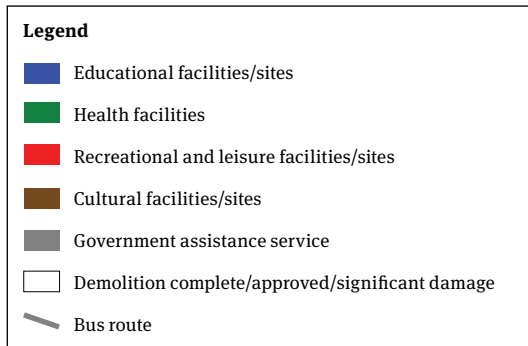 Legend
Educational facilities/sites
Health facilities
Recreational and leisure facilities/sites
Cultural facilities/sites
Government assistance service
Demolition complete/approved/significant damage
Bus route